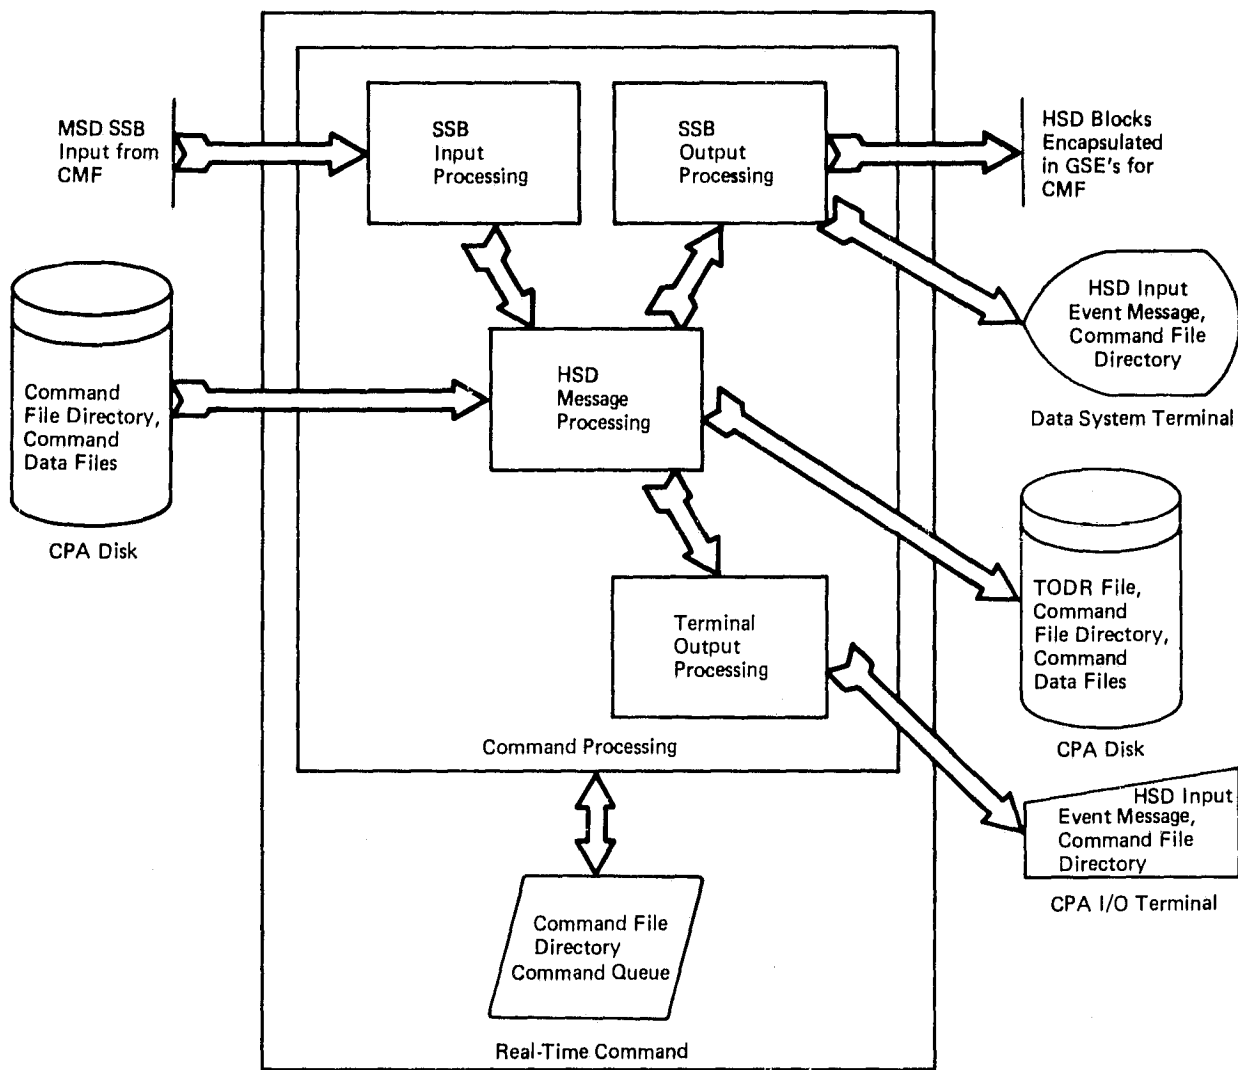 MSD SSB
Input from
CMF
SSB
Input
Processing
SSB
Output
Processing
HSD Blocks
Encapsulated
in GSE's for
CMF
Command
File Directory,
Command
Data Files
CPA Disk
HSD
Message
Processing
HSD Input
Event Message,
Command File
Directory
Data System Terminal
Terminal
Output
Processing
TODR File,
Command
File Directory,
Command
Data Files
CPA Disk
Command Processing
HSD Input
Event Message,
Command File
Directory
CPA I/O Terminal
Command File
Directory
Command Queue
Real-Time Command